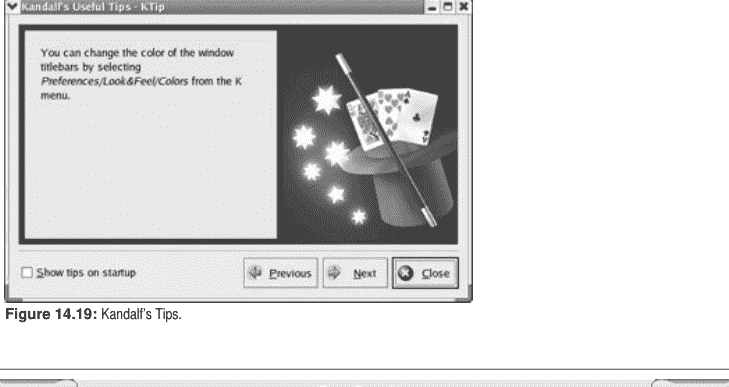 Kandalf's Useful Tips - KTip
You can change the color of the window
titlebars by selecting
Preferences/Look&Feel/Colors from the K
menu.
Show tips on startup
Previous
Next
Close
Figure 14.19: Kandalf's Tips.